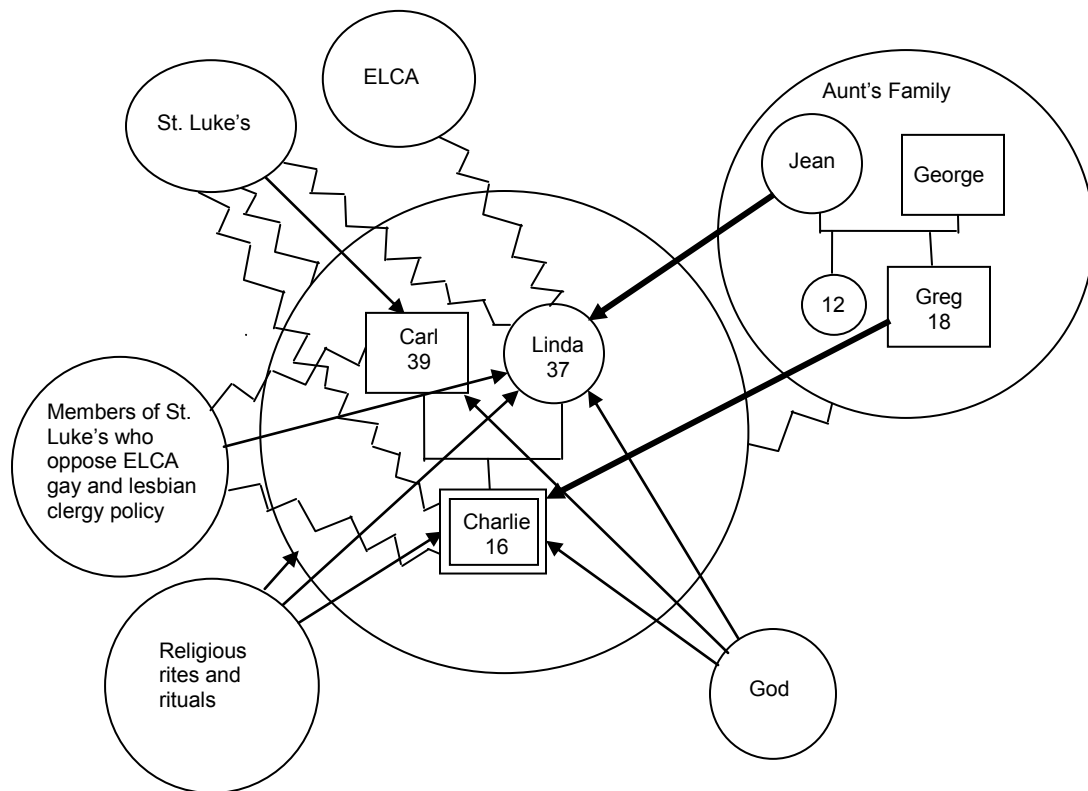 ELCA
St. Luke's
Aunt's Family
Jean
George
12
Greg
18
Carl
39
Linda
37
Members of St.
Luke's who
oppose ELCA
gay and lesbian
clergy policy
Charlie
16
Religious
rites and
rituals
God